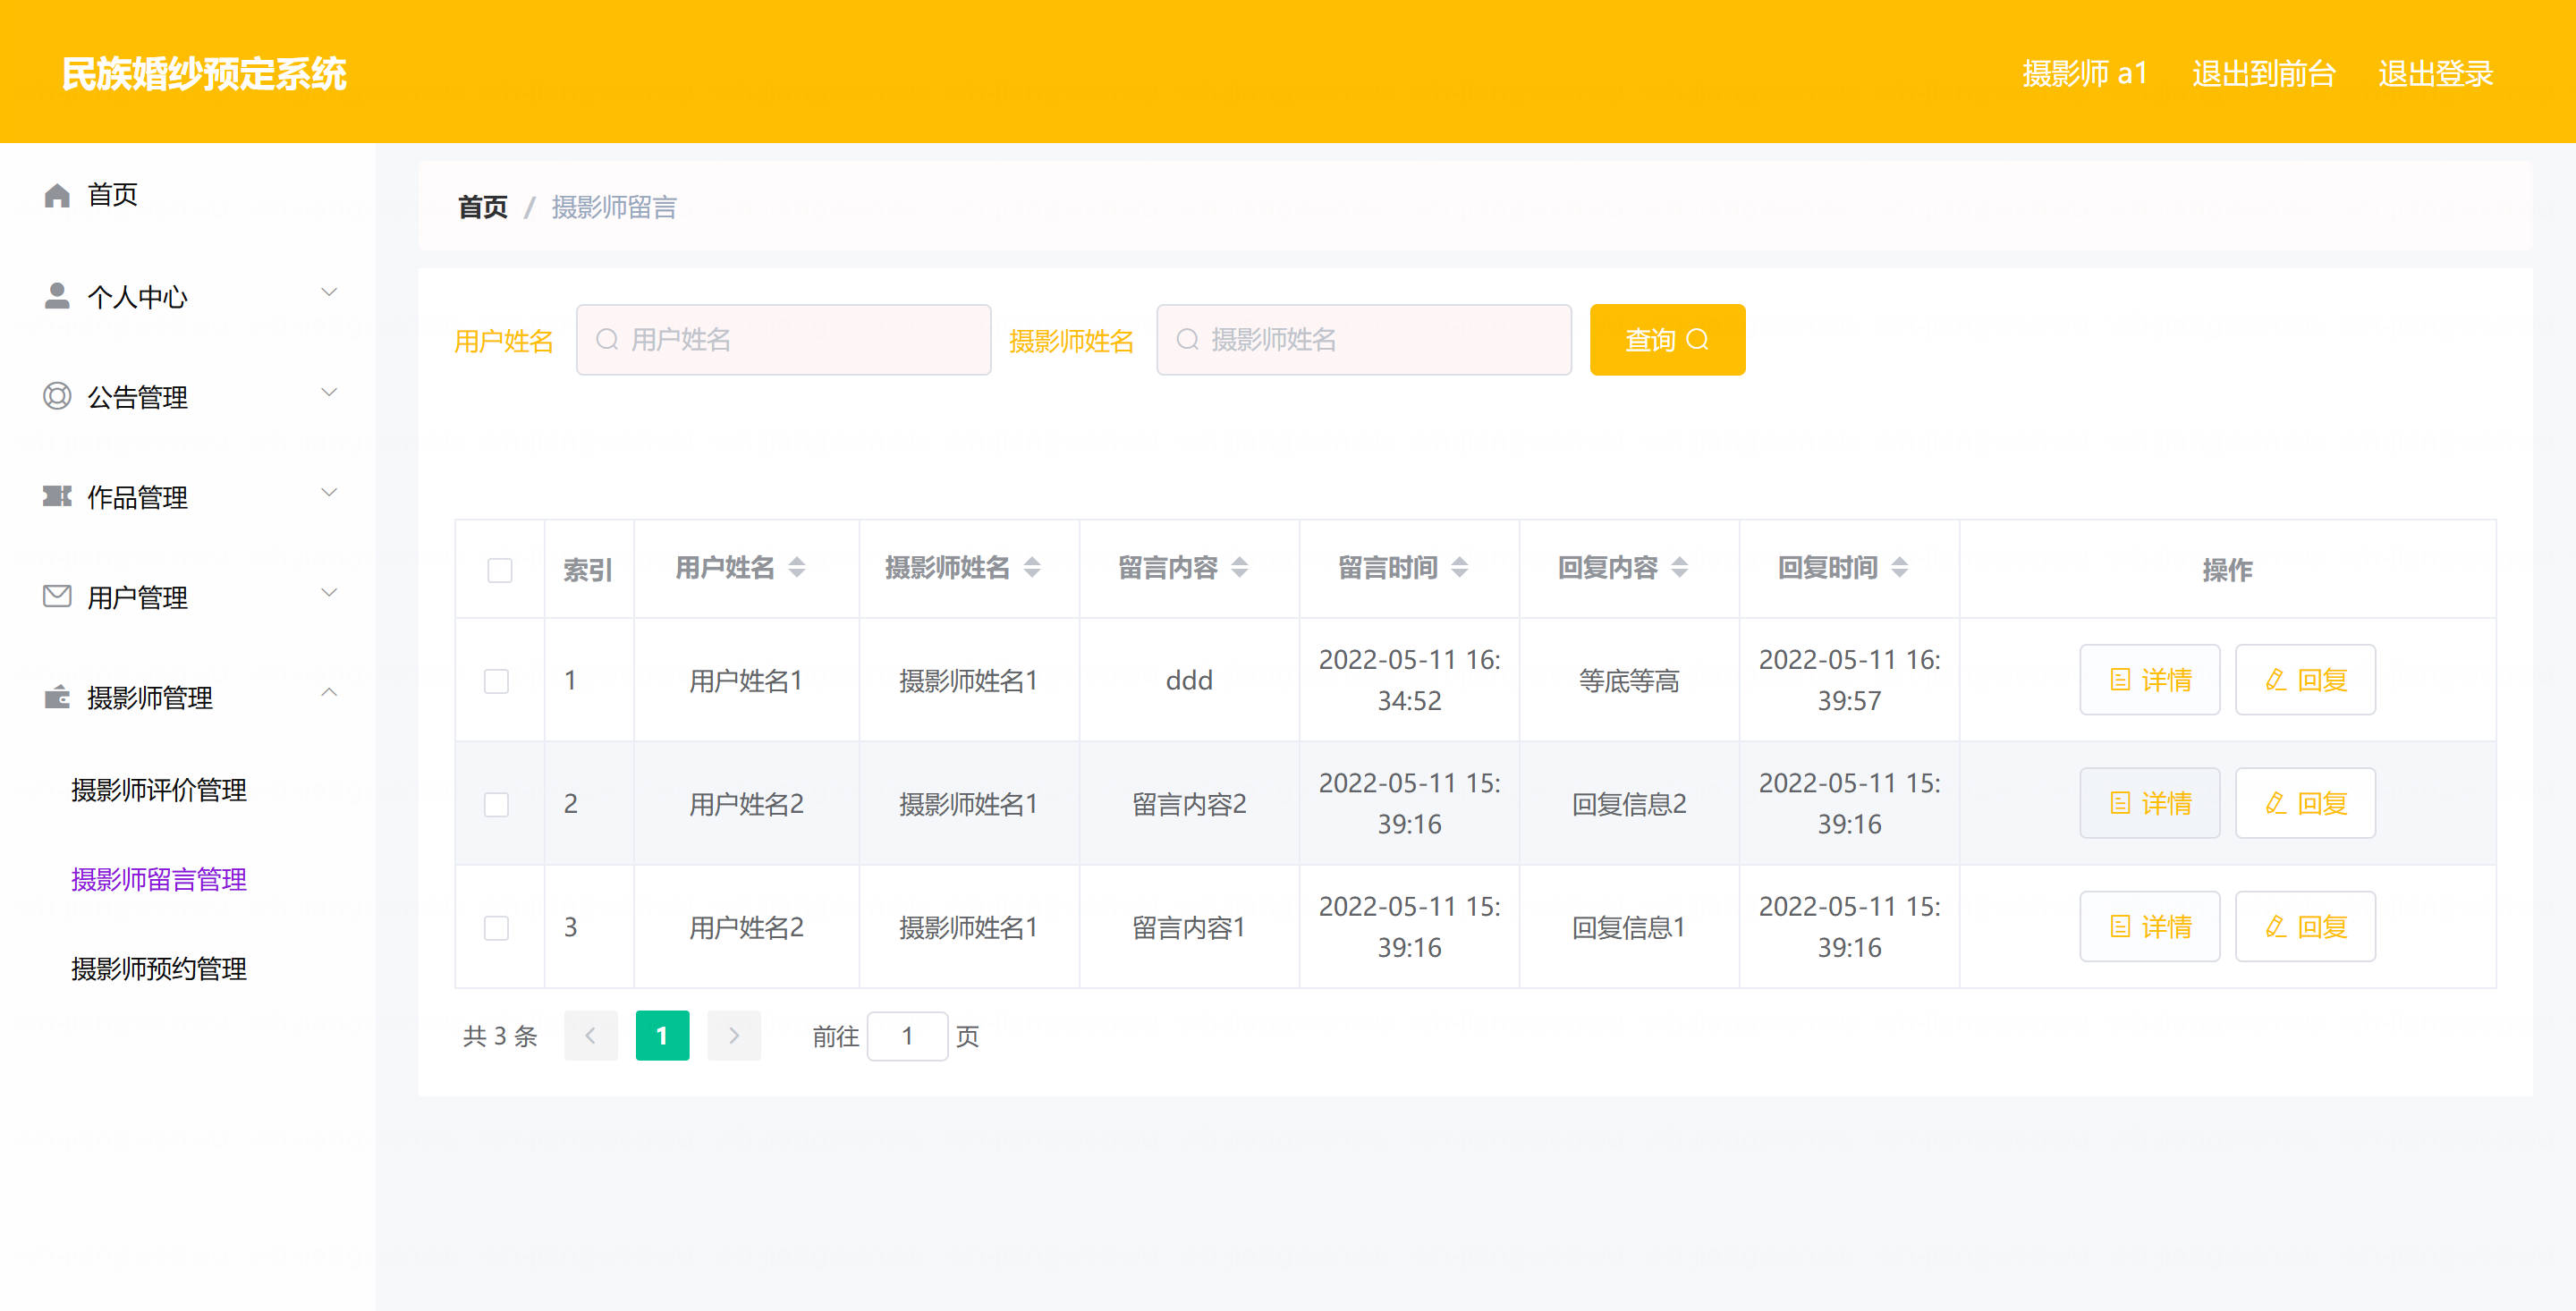 民族婚纱预定系统
摄影师 a1 退出到前台 退出登录
首页
个人中心
公告管理
作品管理
用户管理
摄影师管理
摄影师评价管理
摄影师留言管理
摄影师预约管理
首页 / 摄影师留言
用户姓名 用户姓名 摄影师姓名 摄影师姓名 查询
索引 用户姓名 摄影师姓名 留言内容 留言时间 回复内容 回复时间 操作
1 用户姓名1 摄影师姓名1 ddd 2022-05-11 16:34:52 等底等高 2022-05-11 16:39:57 详情 回复
2 用户姓名2 摄影师姓名1 留言内容2 2022-05-11 15:39:16 回复信息2 2022-05-11 15:39:16 详情 回复
3 用户姓名2 摄影师姓名1 留言内容1 2022-05-11 15:39:16 回复信息1 2022-05-11 15:39:16 详情 回复
共 3 条 1 前往 1 页